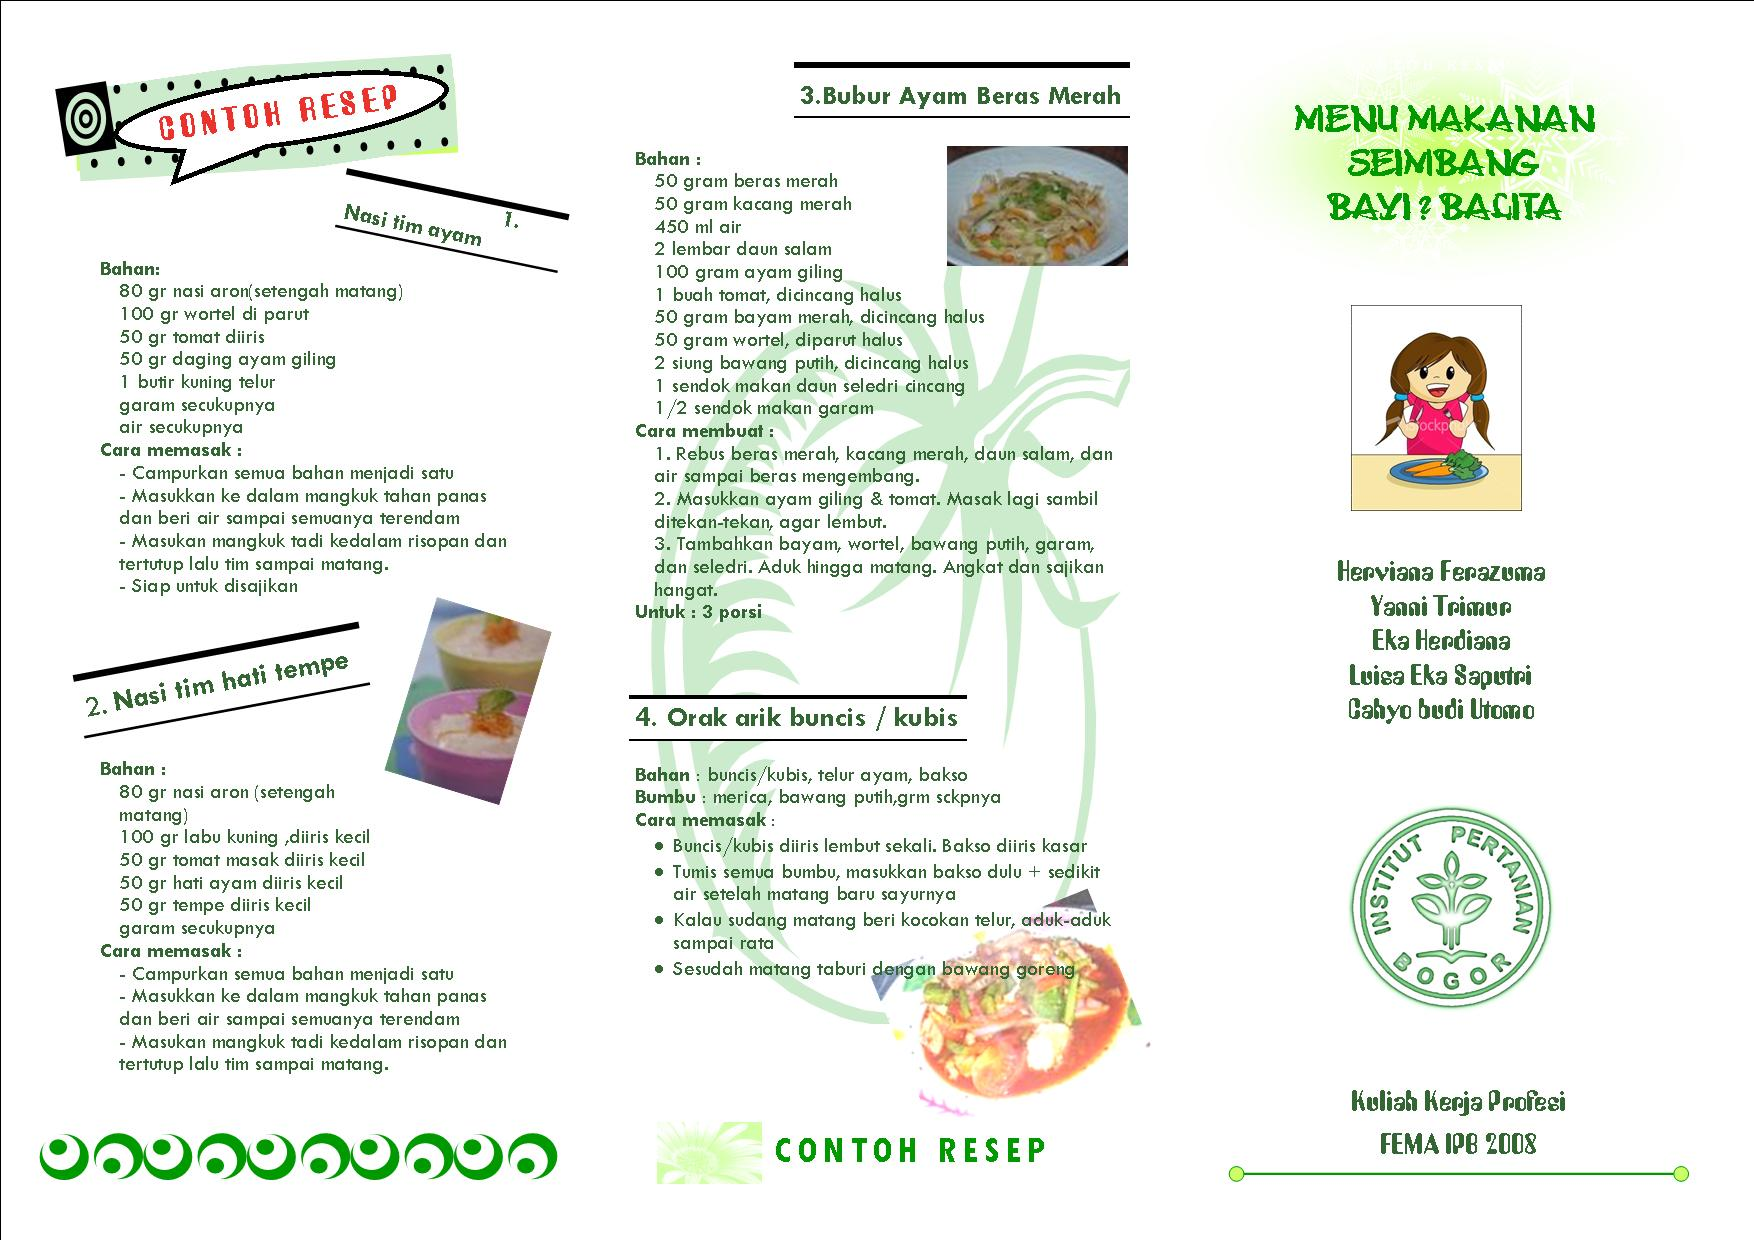 CONTOH RESEP
1.
Nasi tim ayam
Bahan:
80 gr nasi aron(setengah matang)
100 gr wortel di parut
50 gr tomat diiris
50 gr daging ayam giling
1 butir kuning telur
garam secukupnya
air secukupnya
Cara memasak :
- Campurkan semua bahan menjadi satu
- Masukkan ke dalam mangkuk tahan panas
dan beri air sampai semuanya terendam
- Masukan mangkuk tadi kedalam risopan dan
tertutup lalu tim sampai matang.
- Siap untuk disajikan
2. Nasi tim hati tempe
Bahan :
80 gr nasi aron (setengah
matang)
100 gr labu kuning ,diiris kecil
50 gr tomat masak diiris kecil
50 gr hati ayam diiris kecil
50 gr tempe diiris kecil
garam secukupnya
Cara memasak :
- Campurkan semua bahan menjadi satu
- Masukkan ke dalam mangkuk tahan panas
dan beri air sampai semuanya terendam
- Masukan mangkuk tadi kedalam risopan dan
tertutup lalu tim sampai matang.
3.Bubur Ayam Beras Merah
Bahan :
50 gram beras merah
50 gram kacang merah
450 ml air
2 lembar daun salam
100 gram ayam giling
1 buah tomat, dicincang halus
50 gram bayam merah, dicincang halus
50 gram wortel, diparut halus
2 siung bawang putih, dicincang halus
1 sendok makan daun seledri cincang
1/2 sendok makan garam
Cara membuat :
1. Rebus beras merah, kacang merah, daun salam, dan
air sampai beras mengembang.
2. Masukkan ayam giling & tomat. Masak lagi sambil
ditekan-tekan, agar lembut.
3. Tambahkan bayam, wortel, bawang putih, garam,
dan seledri. Aduk hingga matang. Angkat dan sajikan
hangat.
Untuk : 3 porsi
4. Orak arik buncis / kubis
Bahan : buncis/kubis, telur ayam, bakso
Bumbu : merica, bawang putih,grm sckpnya
Cara memasak :
• Buncis/kubis diiris lembut sekali. Bakso diiris kasar
• Tumis semua bumbu, masukkan bakso dulu + sedikit
air setelah matang baru sayurnya
• Kalau sudang matang beri kocokan telur, aduk-aduk
sampai rata
• Sesudah matang taburi dengan bawang goreng
CONTOH RESEP
MENU MAKANAN
SEIMBANG
BAYI ? BALITA
Herviana Ferazuma
Yanni Trimur
Eka Herdiana
Luisa Eka Saputri
Cahyo budi Utomo
INSTITUT PERTANIAN
BOGOR
Kuliah Kerja Profesi
FEMA IPB 2008